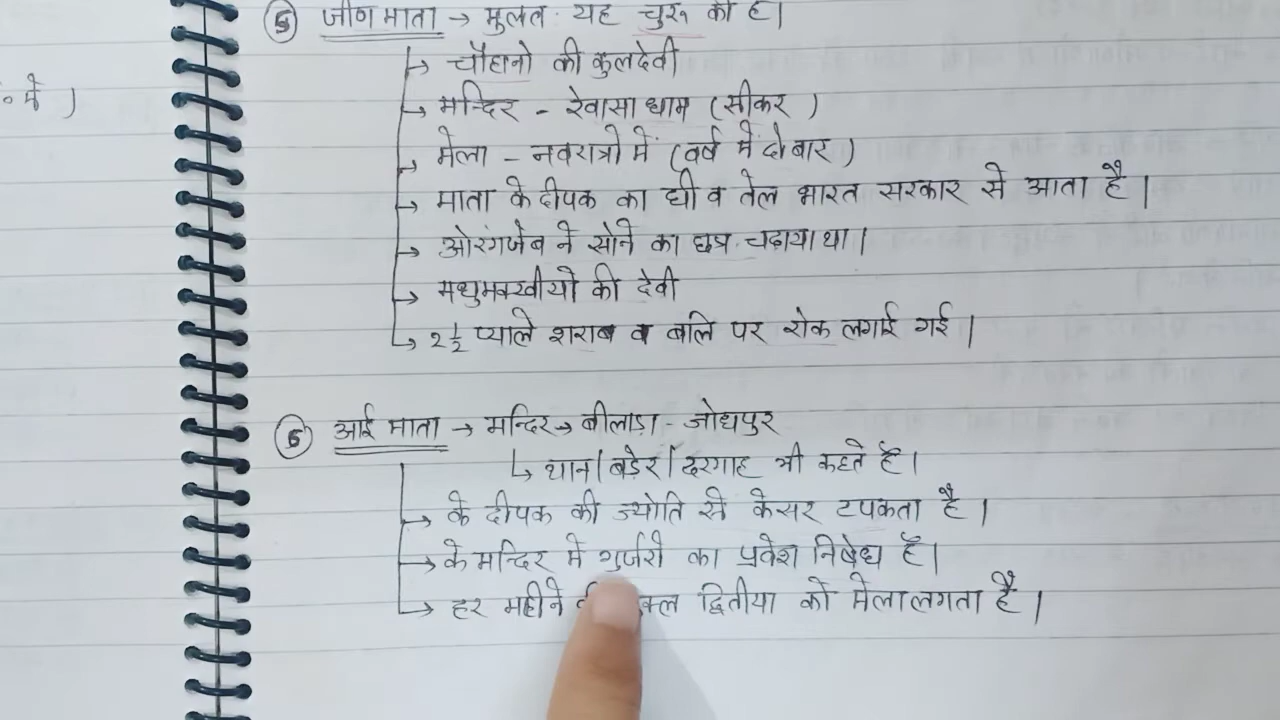 ॰ में )
⑤ जीण माता → मुलत: यह चुरू की है।
→ चौहानो की कुलदेवी
→ मन्दिर - रेवासा धाम (सीकर )
→ मेला - नवरात्रो में (वर्ष में दो बार )
→ माता के दीपक का घी व तेल भारत सरकार से आता है।
→ ओरंगजेब ने सोने का छत्र चढ़ाया था।
→ मधुमक्खीयो की देवी
→ 2½ प्याले शराब व बलि पर रोक लगाई गई।
⑥ आई माता → मन्दिर → बीलाड़ा - जोधपुर
↳ थान/बडेर/दरगाह भी कहते हैं।
→ के दीपक की ज्योति से केसर टपकता है।
→ के मन्दिर मे गुर्जरो का प्रवेश निषेध है।
→ हर महीने द्वितीया को मेला लगता है।